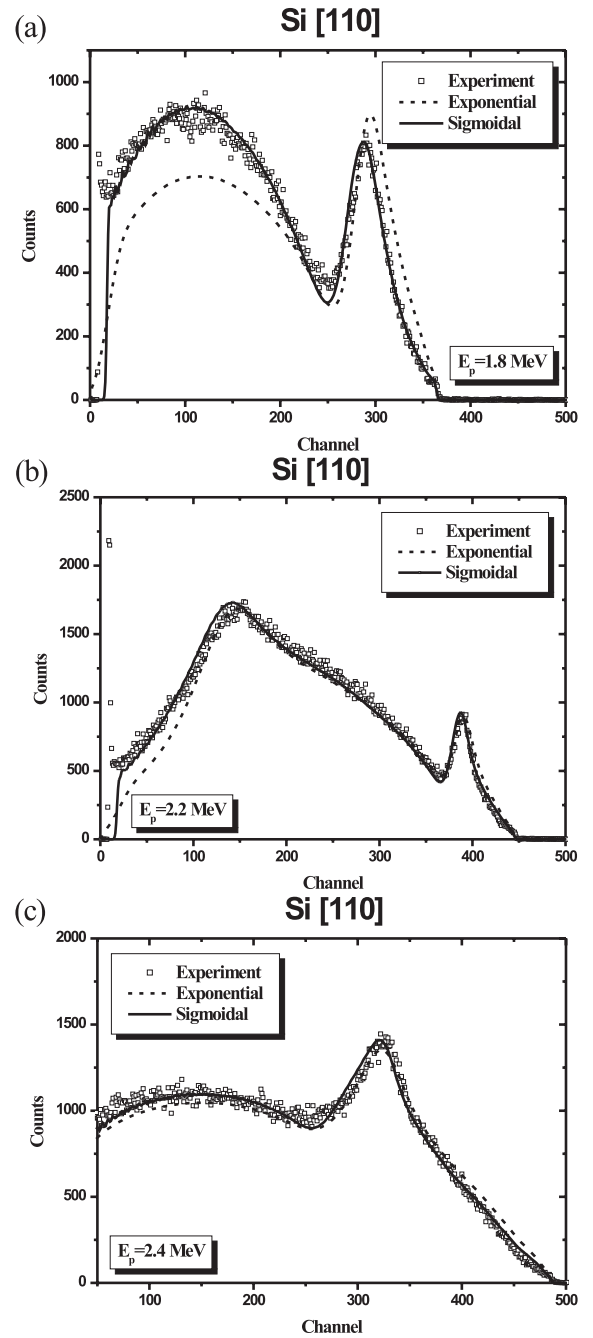 (a)
Si [110]
1000
800
600
400
200
0
Counts
Experiment
Exponential
Sigmoidal
Ep=1.8 MeV
0 100 200 300 400 500
Channel
(b)
Si [110]
2500
2000
1500
1000
500
0
Counts
Experiment
Exponential
Sigmoidal
Ep=2.2 MeV
0 100 200 300 400 500
Channel
(c)
Si [110]
2000
1500
1000
500
0
Counts
Experiment
Exponential
Sigmoidal
Ep=2.4 MeV
100 200 300 400 500
Channel